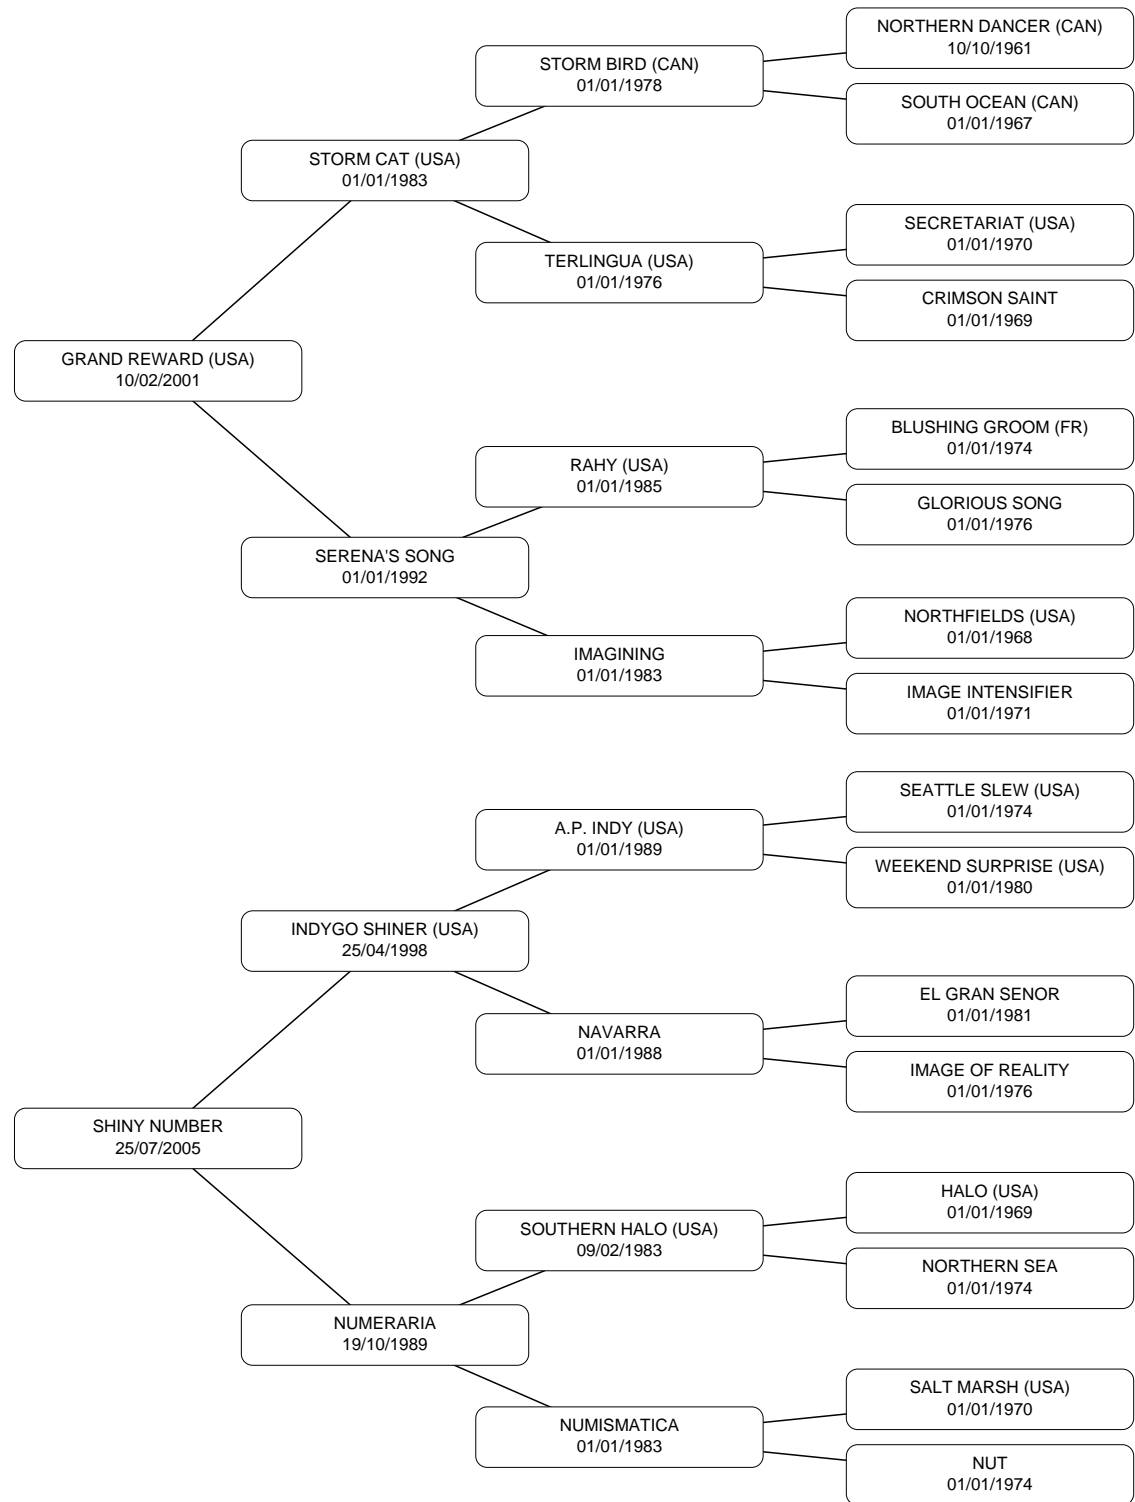 NORTHERN DANCER (CAN)
10/10/1961
STORM BIRD (CAN)
01/01/1978
SOUTH OCEAN (CAN)
01/01/1967
STORM CAT (USA)
01/01/1983
SECRETARIAT (USA)
01/01/1970
TERLINGUA (USA)
01/01/1976
CRIMSON SAINT
01/01/1969
GRAND REWARD (USA)
10/02/2001
BLUSHING GROOM (FR)
01/01/1974
RAHY (USA)
01/01/1985
GLORIOUS SONG
01/01/1976
SERENA'S SONG
01/01/1992
NORTHFIELDS (USA)
01/01/1968
IMAGINING
01/01/1983
IMAGE INTENSIFIER
01/01/1971
SEATTLE SLEW (USA)
01/01/1974
A.P. INDY (USA)
01/01/1989
WEEKEND SURPRISE (USA)
01/01/1980
INDYGO SHINER (USA)
25/04/1998
EL GRAN SENOR
01/01/1981
NAVARRA
01/01/1988
IMAGE OF REALITY
01/01/1976
SHINY NUMBER
25/07/2005
HALO (USA)
01/01/1969
SOUTHERN HALO (USA)
09/02/1983
NORTHERN SEA
01/01/1974
NUMERARIA
19/10/1989
SALT MARSH (USA)
01/01/1970
NUMISMATICA
01/01/1983
NUT
01/01/1974